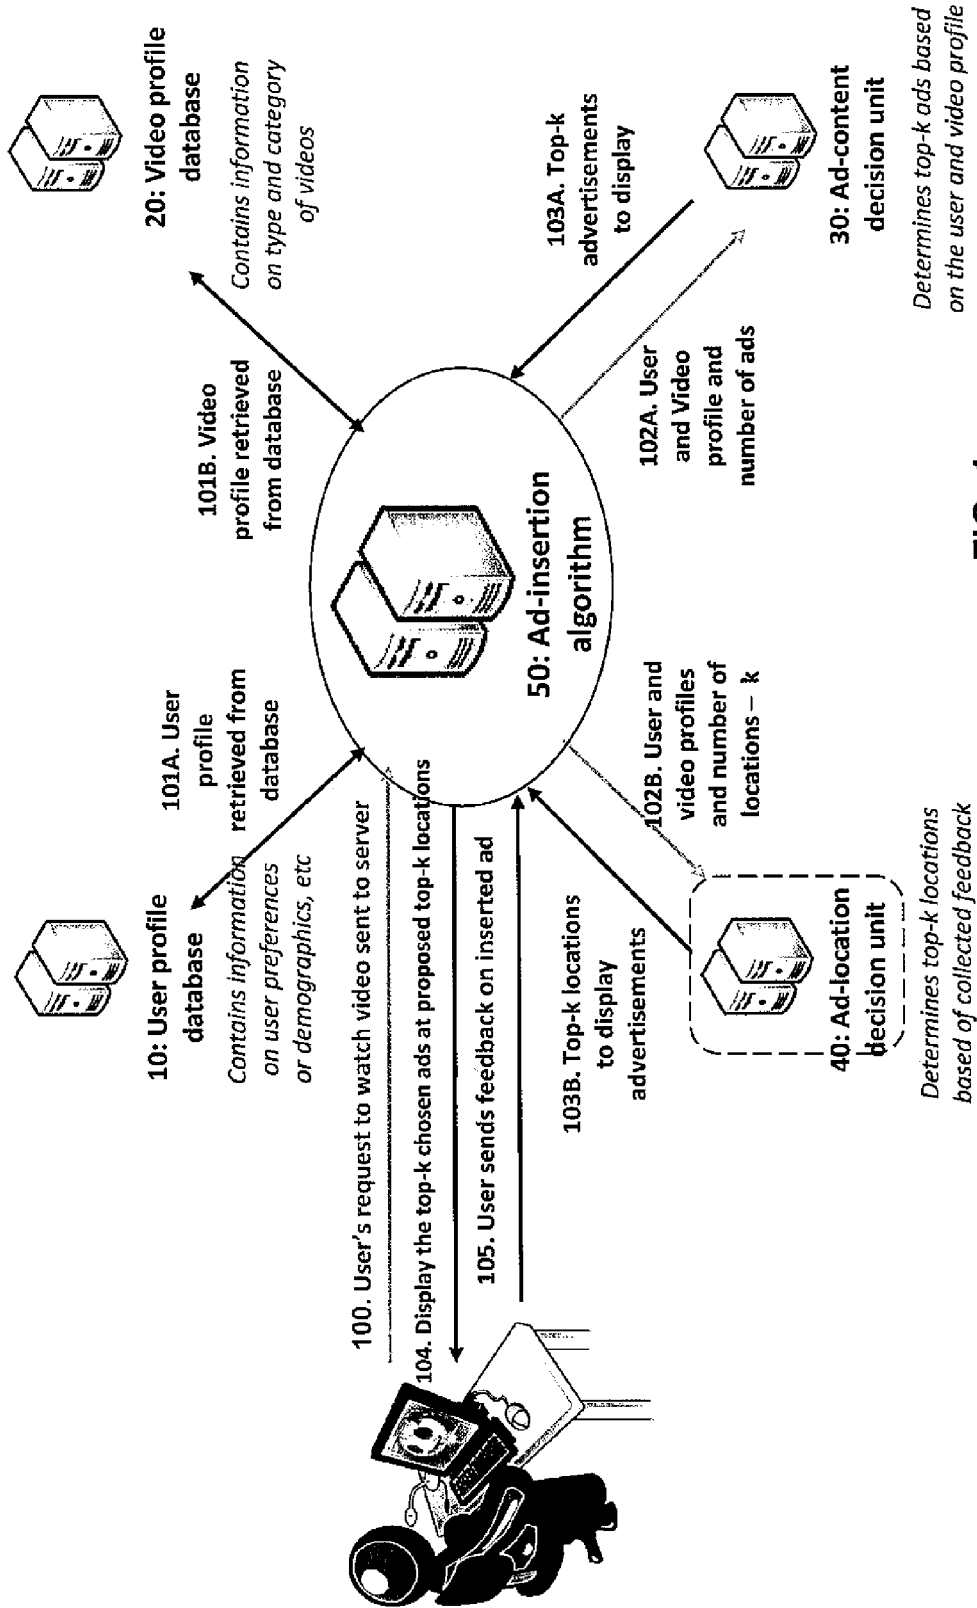 10: User profile
database
Contains information
on user preferences
or demographics, etc
101A. User
profile
retrieved from
database
101B. Video
profile retrieved
from database
20: Video profile
database
Contains information
on type and category
of videos
100. User's request to watch video sent to server
104. Display the top-k chosen ads at proposed top-k locations
105. User sends feedback on inserted ad
50: Ad-insertion
algorithm
103B. Top-k locations
to display
advertisements
102B. User and
video profiles
and number of
locations – k
102A. User
and Video
profile and
number of ads
103A. Top-k
advertisements
to display
40: Ad-location
decision unit
Determines top-k locations
based of collected feedback
30: Ad-content
decision unit
Determines top-k ads based
on the user and video profile